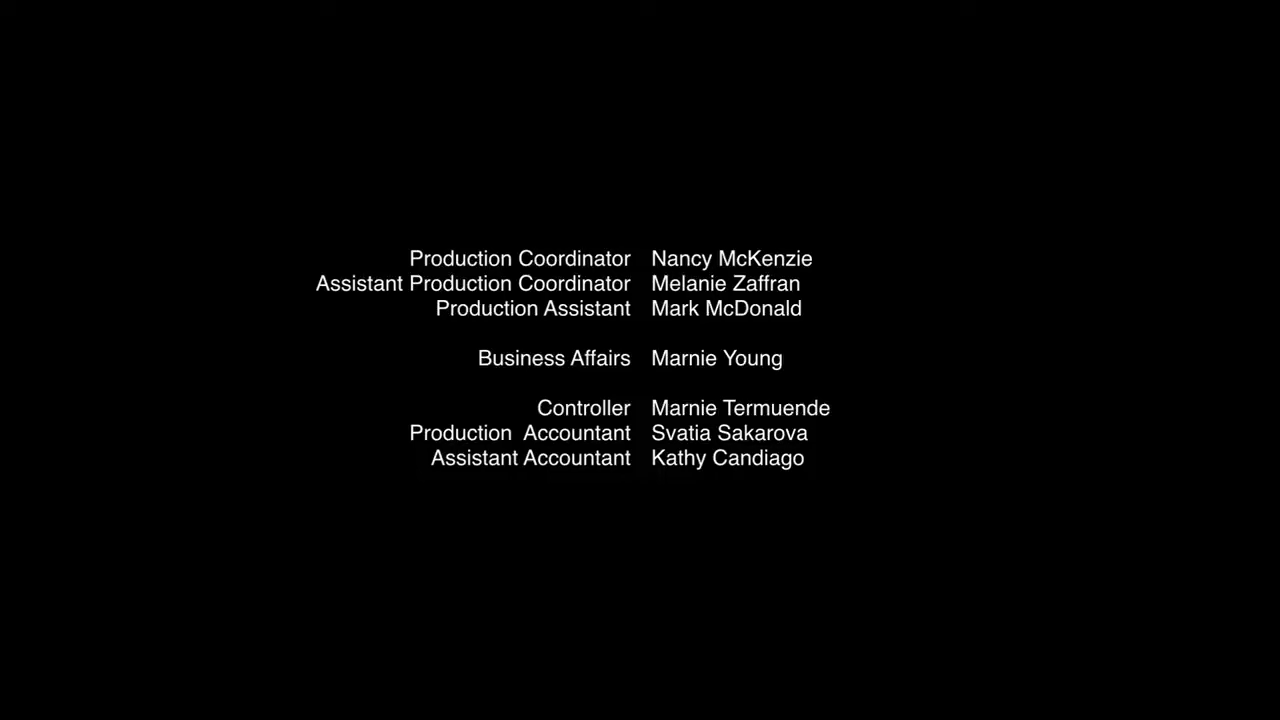 Production Coordinator Nancy McKenzie
Assistant Production Coordinator Melanie Zaffran
Production Assistant Mark McDonald
Business Affairs Marnie Young
Controller Marnie Termuende
Production  Accountant Svatia Sakarova
Assistant Accountant Kathy Candiago